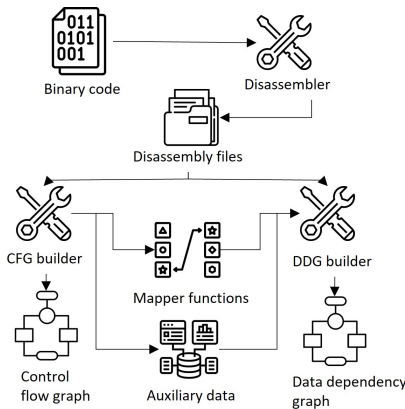 011
0101
001
Binary code
Disassembler
Disassembly files
CFG builder
DDG builder
Mapper functions
Control
flow graph
Auxiliary data
Data dependency
graph